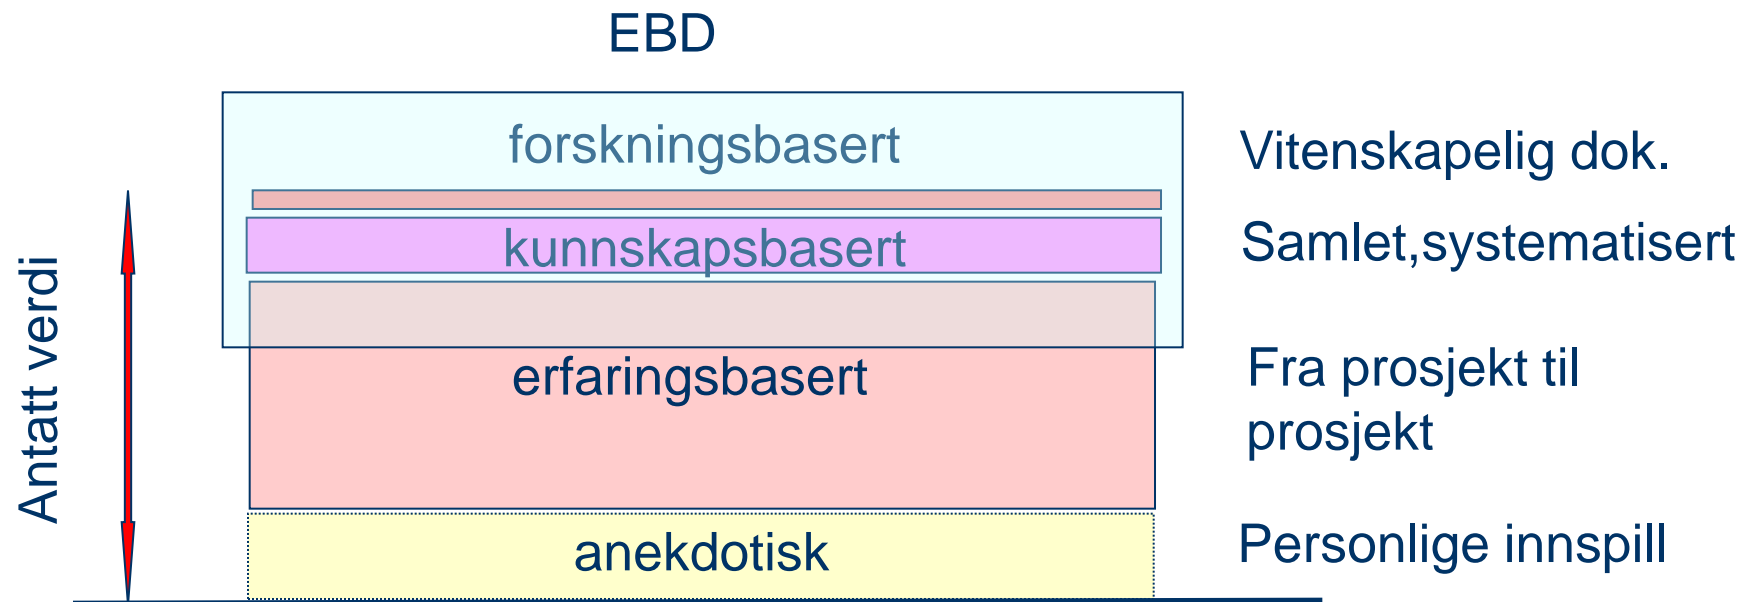 EBD
forskningsbasert
Vitenskapelig dok.
kunnskapsbasert
Samlet,systematisert
erfaringsbasert
Fra prosjekt til
prosjekt
anekdotisk
Personlige innspill
Antatt verdi